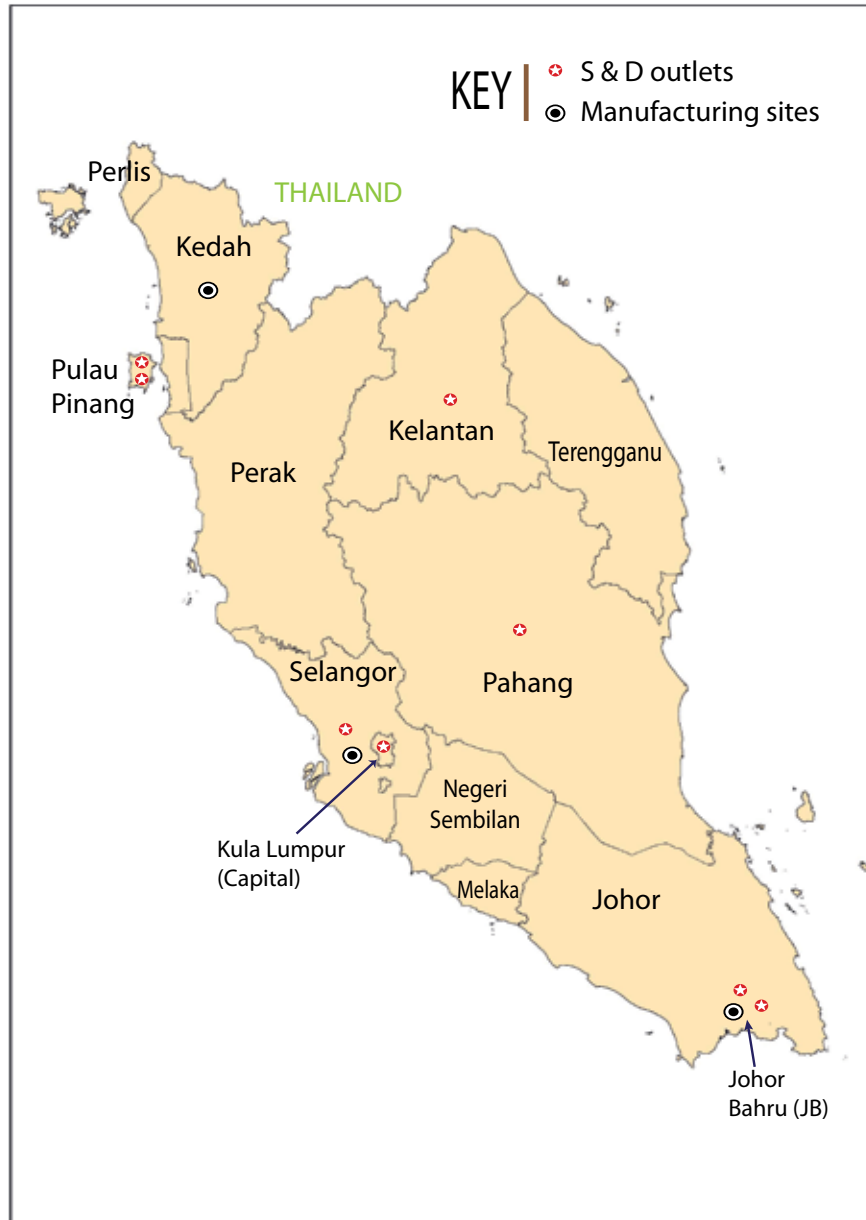 KEY
S & D outlets
Manufacturing sites
Perlis
THAILAND
Kedah
Pulau
Pinang
Kelantan
Terengganu
Perak
Selangor
Pahang
Negeri
Sembilan
Kula Lumpur
(Capital)
Melaka
Johor
Johor
Bahru (JB)